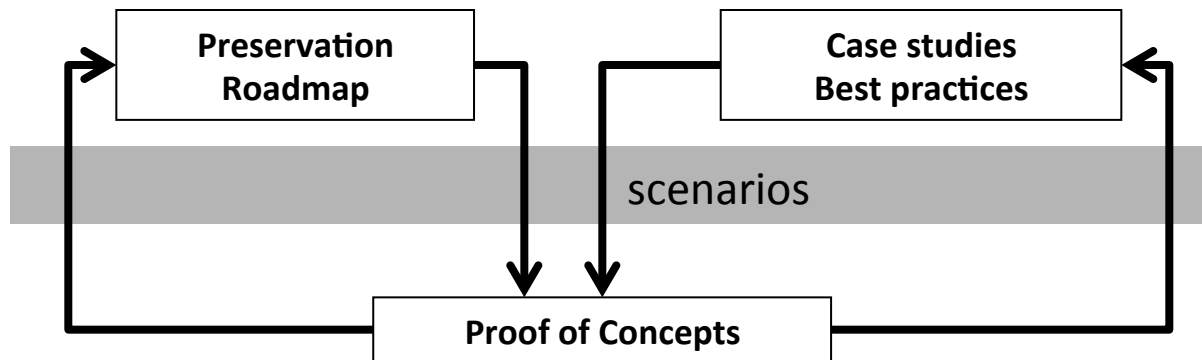 Preservation
Roadmap
Case studies
Best practices
scenarios
Proof of Concepts